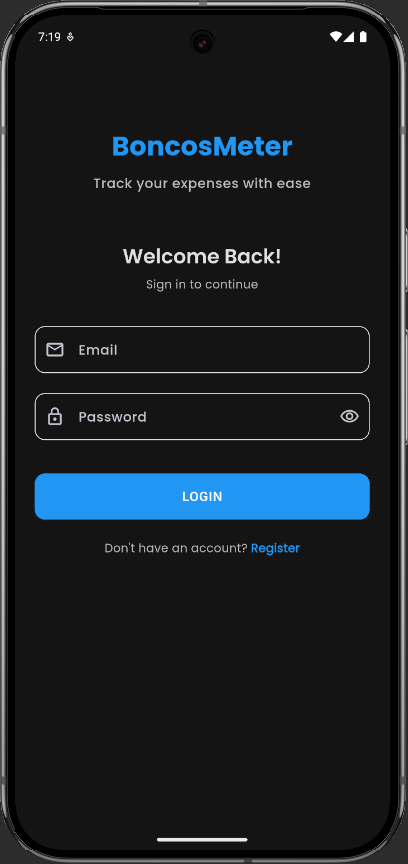 7:19
BoncosMeter
Track your expenses with ease
Welcome Back!
Sign in to continue
Email
Password
LOGIN
Don't have an account? Register